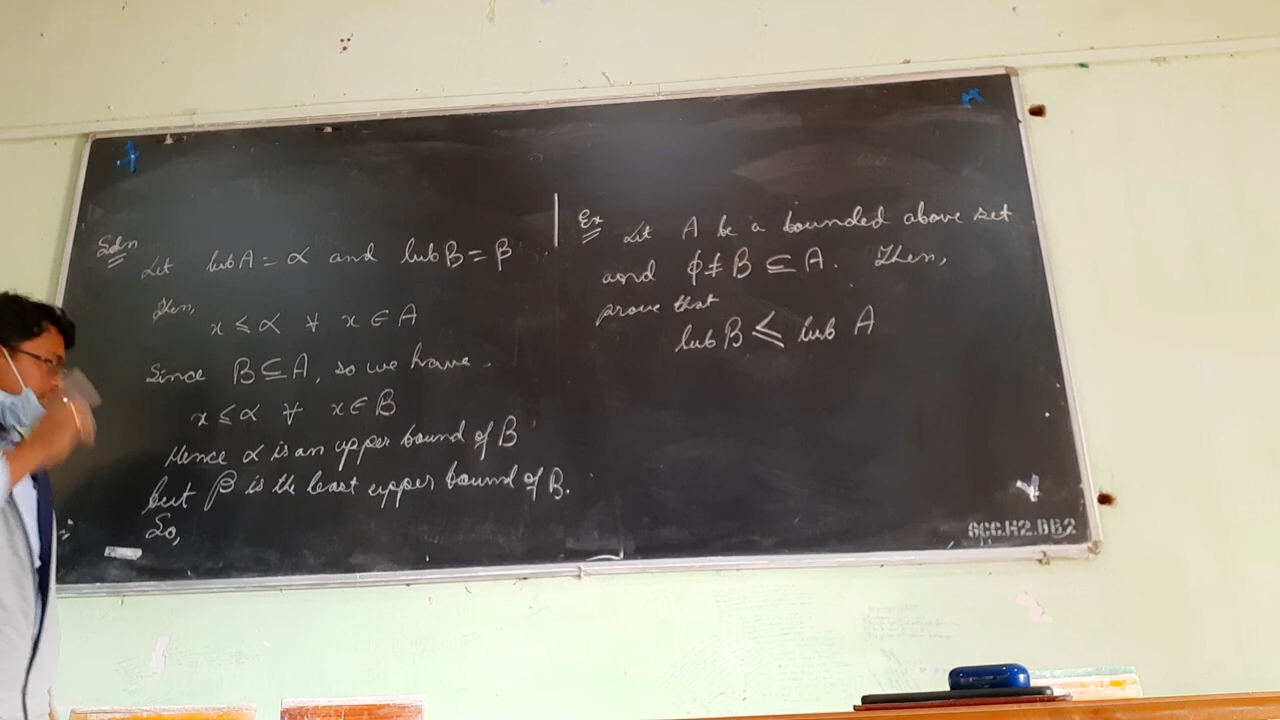 Soln
Let lub A = α and lub B = β
Then,
x ≤ α ∀ x ∈ A
Since B ⊆ A, so we have
x ≤ α ∀ x ∈ B
Hence α is an upper bound of B
but β is the least upper bound of B.
So,
Ex Let A be a bounded above set
and ϕ ≠ B ⊆ A. Then,
prove that
lub B ≤ lub A
GCC.H2.BB2